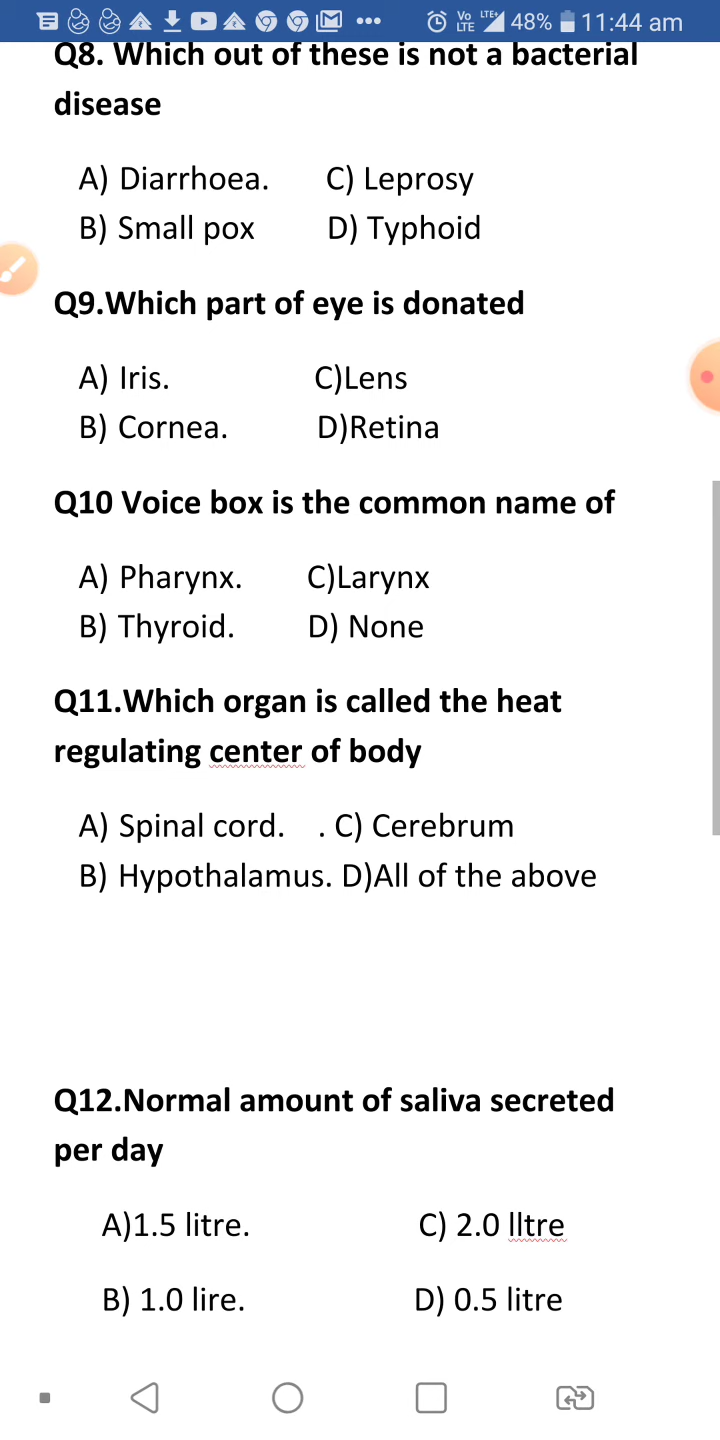 Vo LTE LTE+ 48% 11:44 am
Q8. Which out of these is not a bacterial
disease
A) Diarrhoea. C) Leprosy
B) Small pox D) Typhoid
Q9.Which part of eye is donated
A) Iris. C)Lens
B) Cornea. D)Retina
Q10 Voice box is the common name of
A) Pharynx. C)Larynx
B) Thyroid. D) None
Q11.Which organ is called the heat
regulating center of body
A) Spinal cord. . C) Cerebrum
B) Hypothalamus. D)All of the above
Q12.Normal amount of saliva secreted
per day
A)1.5 litre. C) 2.0 lltre
B) 1.0 lire. D) 0.5 litre